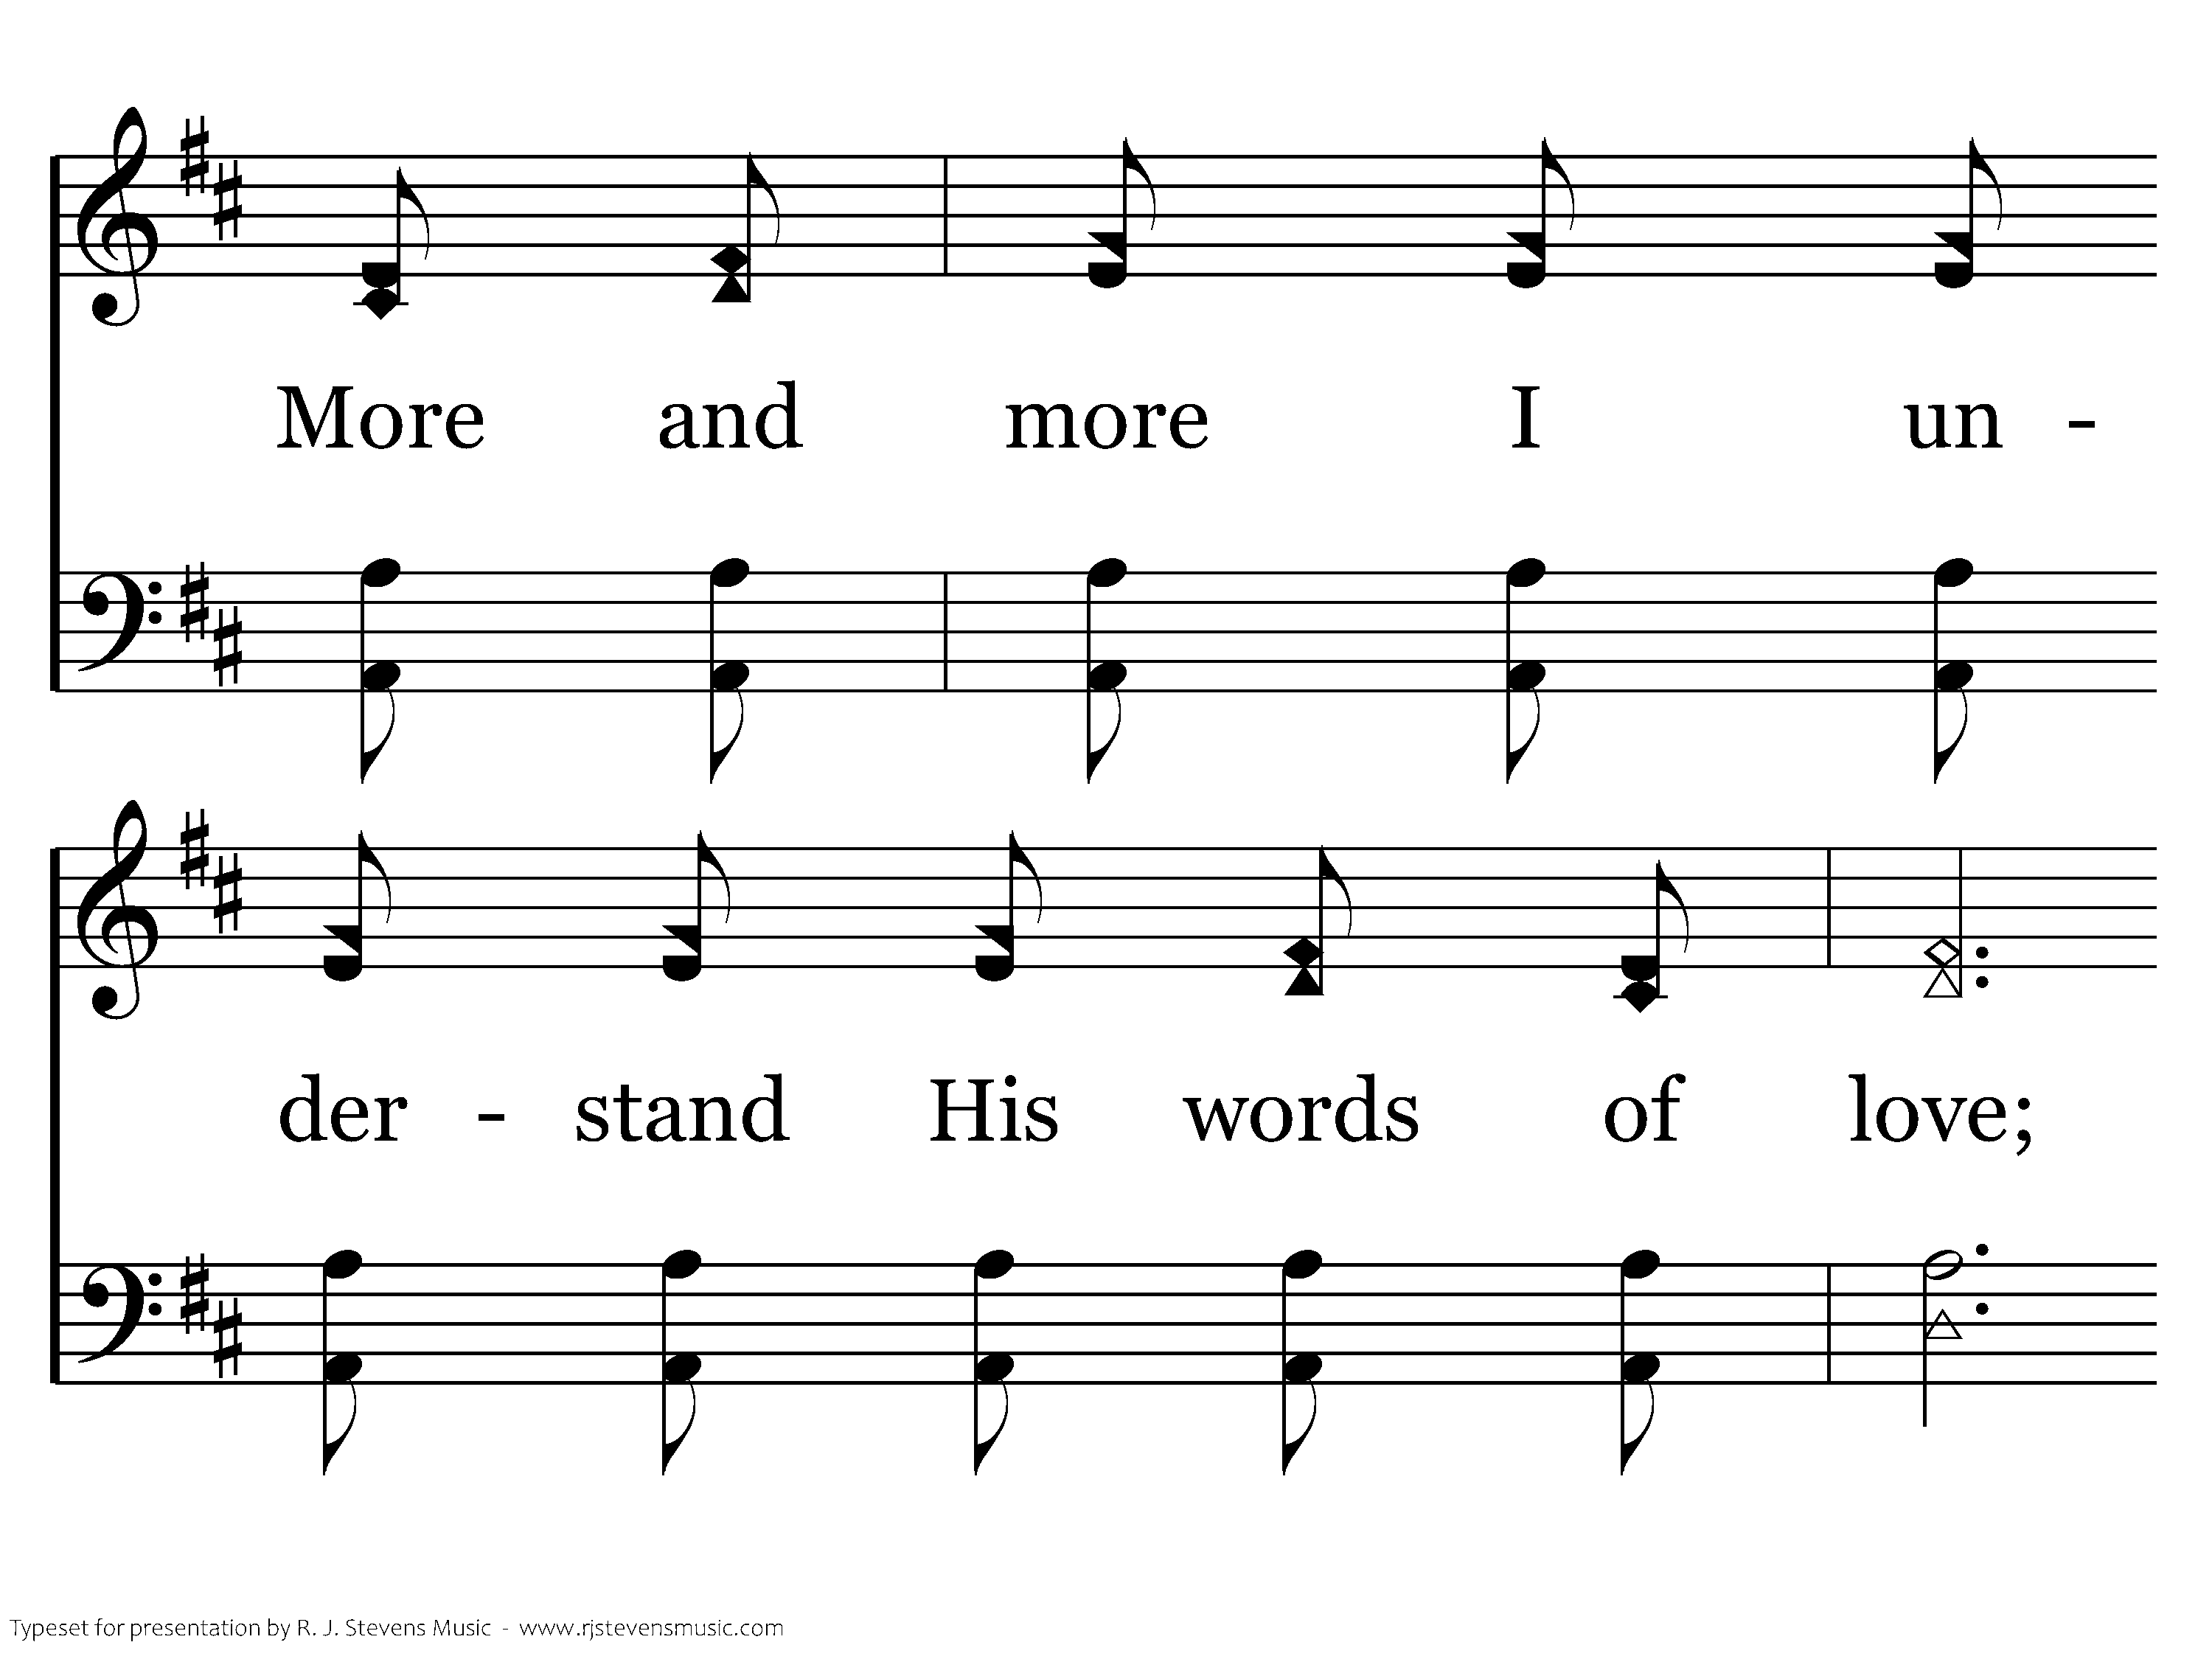 More and more I un -
der - stand His words of love;
Typeset for presentation by R. J. Stevens Music - www.rjstevensmusic.com